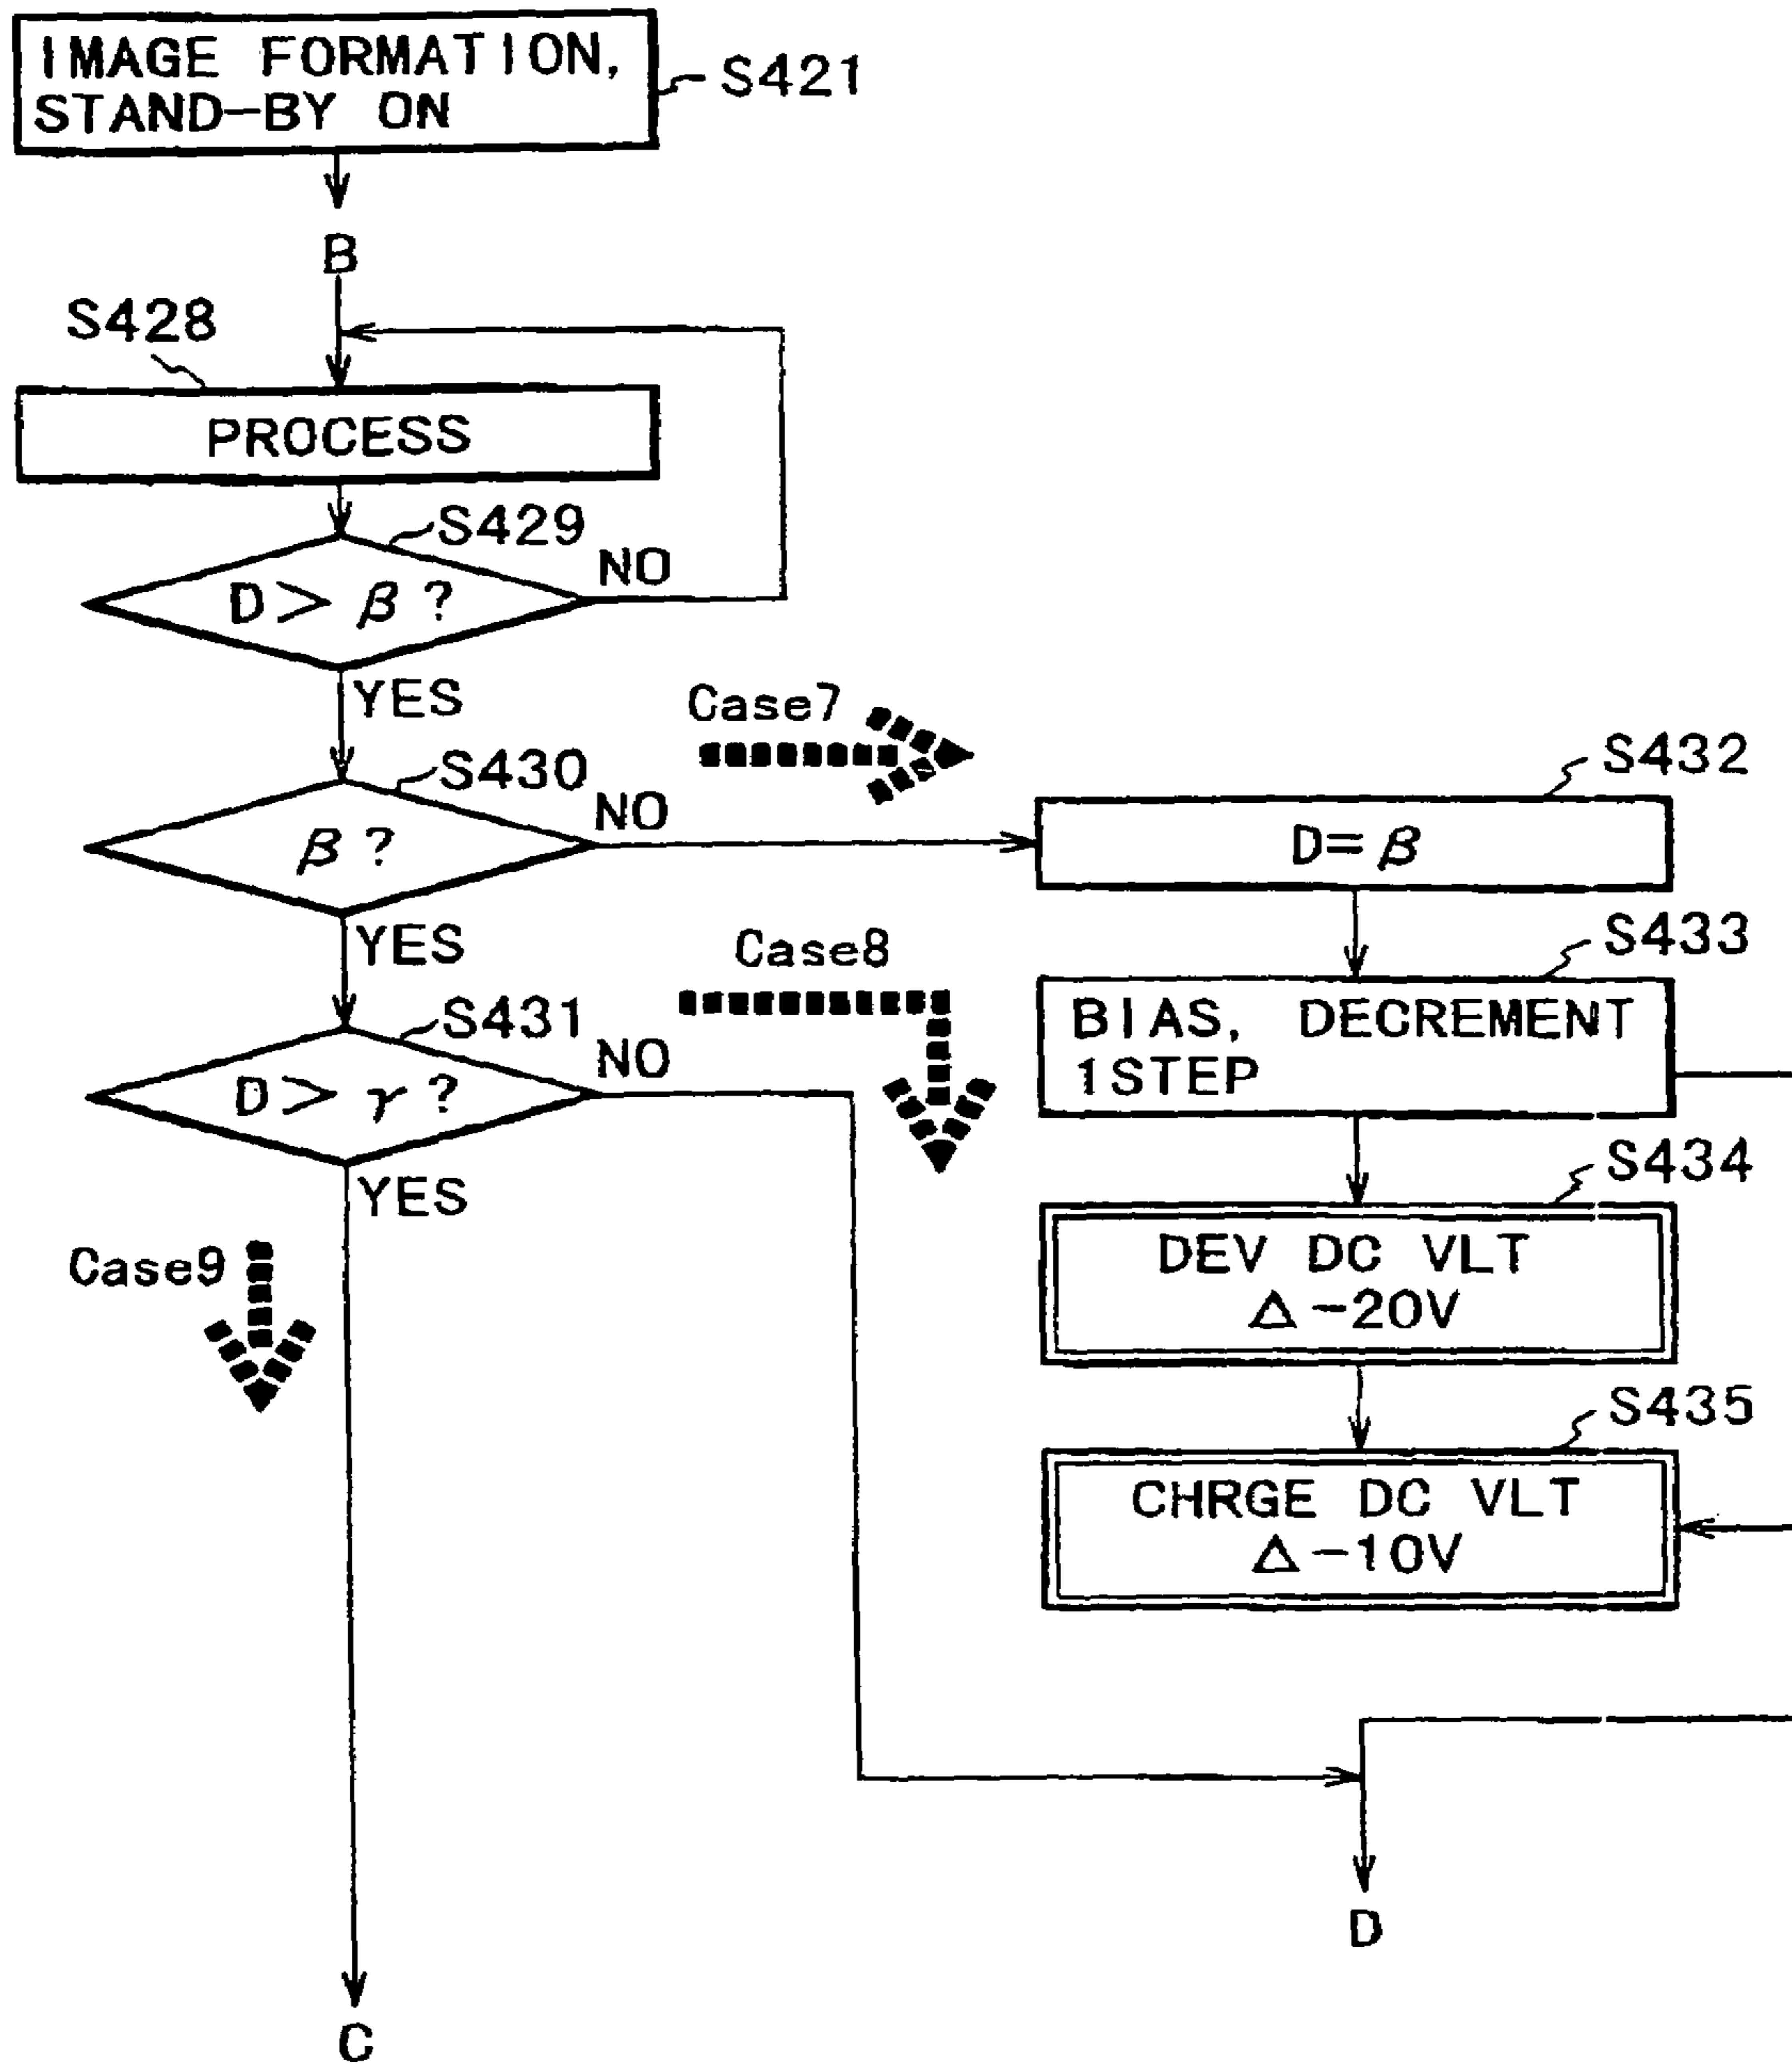 IMAGE FORMATION,
STAND-BY ON
S421
B
S428
PROCESS
S429
D > β ?
NO
YES
Case7
S430
β ?
NO
YES
S432
D= β
Case8
S433
BIAS, DECREMENT
1STEP
S431
D > γ ?
NO
YES
S434
DEV DC VLT
Δ -20V
Case9
S435
CHRGE DC VLT
Δ -10V
D
C